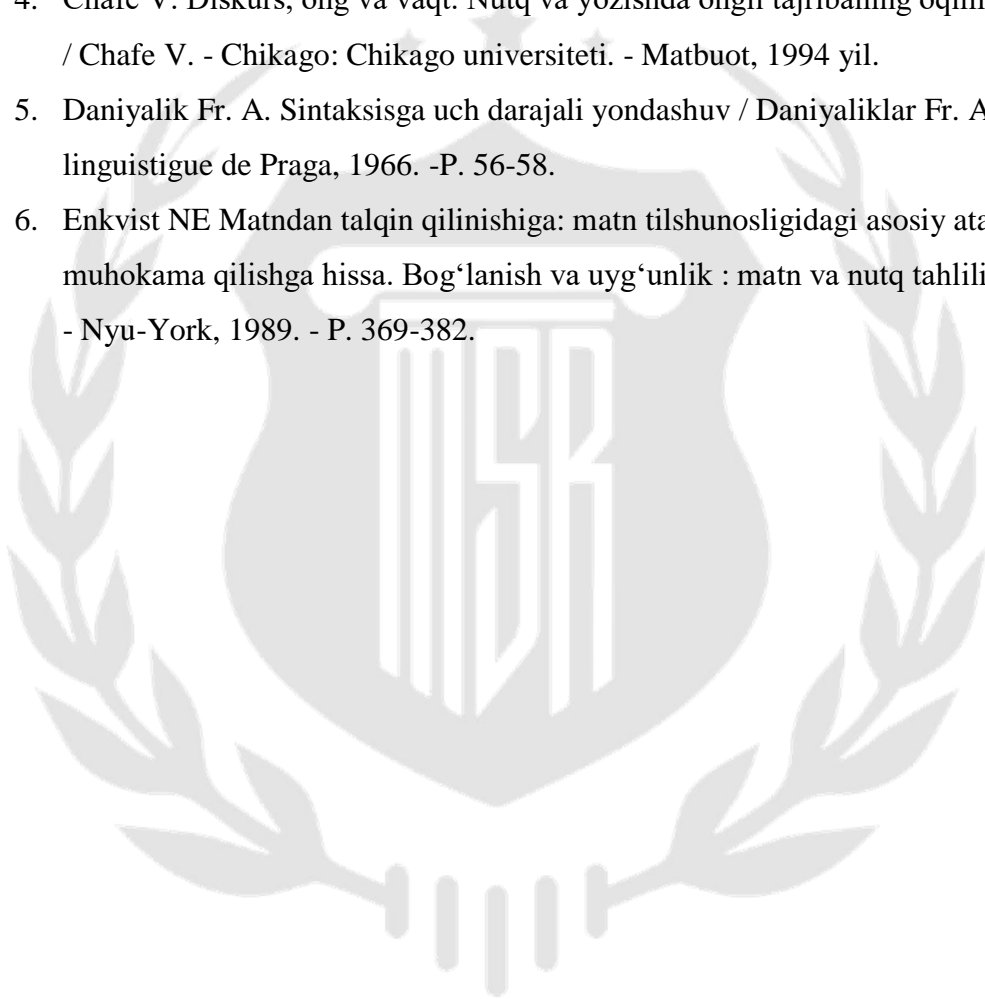 4. Chafe V. Diskurs, ong va vaqt. Nutq va yozishda ongli tajribaning
/ Chafe V. - Chikago: Chikago universiteti. - Matbuot, 1994 yil.
5. Daniyalik Fr. A. Sintaksisga uch darajali yondashuv / Daniyaliklar Fr. A
linguistigue de Praga, 1966. -P. 56-58.
6. Enkvist NE Matndan talqin qilinishiga: matn tilshunosligidagi asosiy
muhokama qilishga hissa. Bog‘lanish va uyg‘unlik : matn va nutq tahlili
- Nyu-York, 1989. - P. 369-382.
MSR